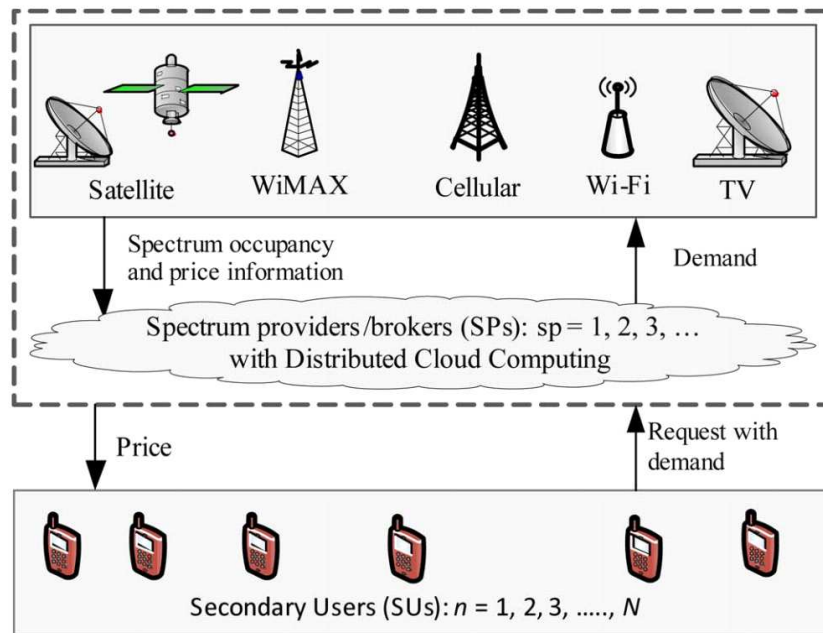 Satellite
WiMAX
Cellular
Wi-Fi
TV
Spectrum occupancy
and price information
Demand
Spectrum providers/brokers (SPs): sp = 1, 2, 3, …
with Distributed Cloud Computing
Price
Request with
demand
Secondary Users (SUs): n = 1, 2, 3, ....., N